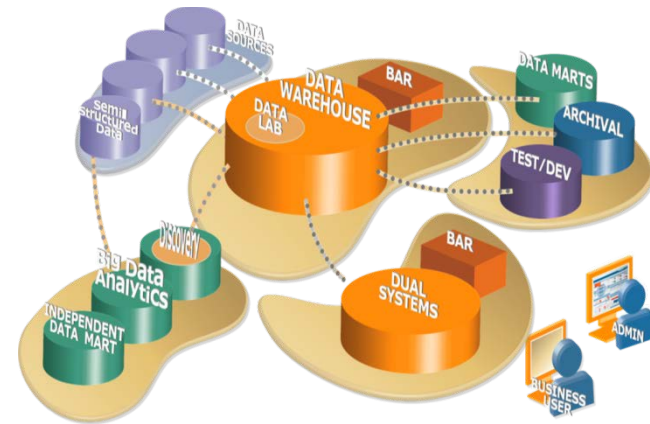 DATA
SOURCES
Semi
Structured
Data
DATA
WAREHOUSE
DATA
LAB
BAR
DATA MARTS
ARCHIVAL
TEST/DEV
DISCOVERY
Big Data
Analytics
INDEPENDENT
DATA MART
BAR
DUAL
SYSTEMS
ADMIN
BUSINESS
USER